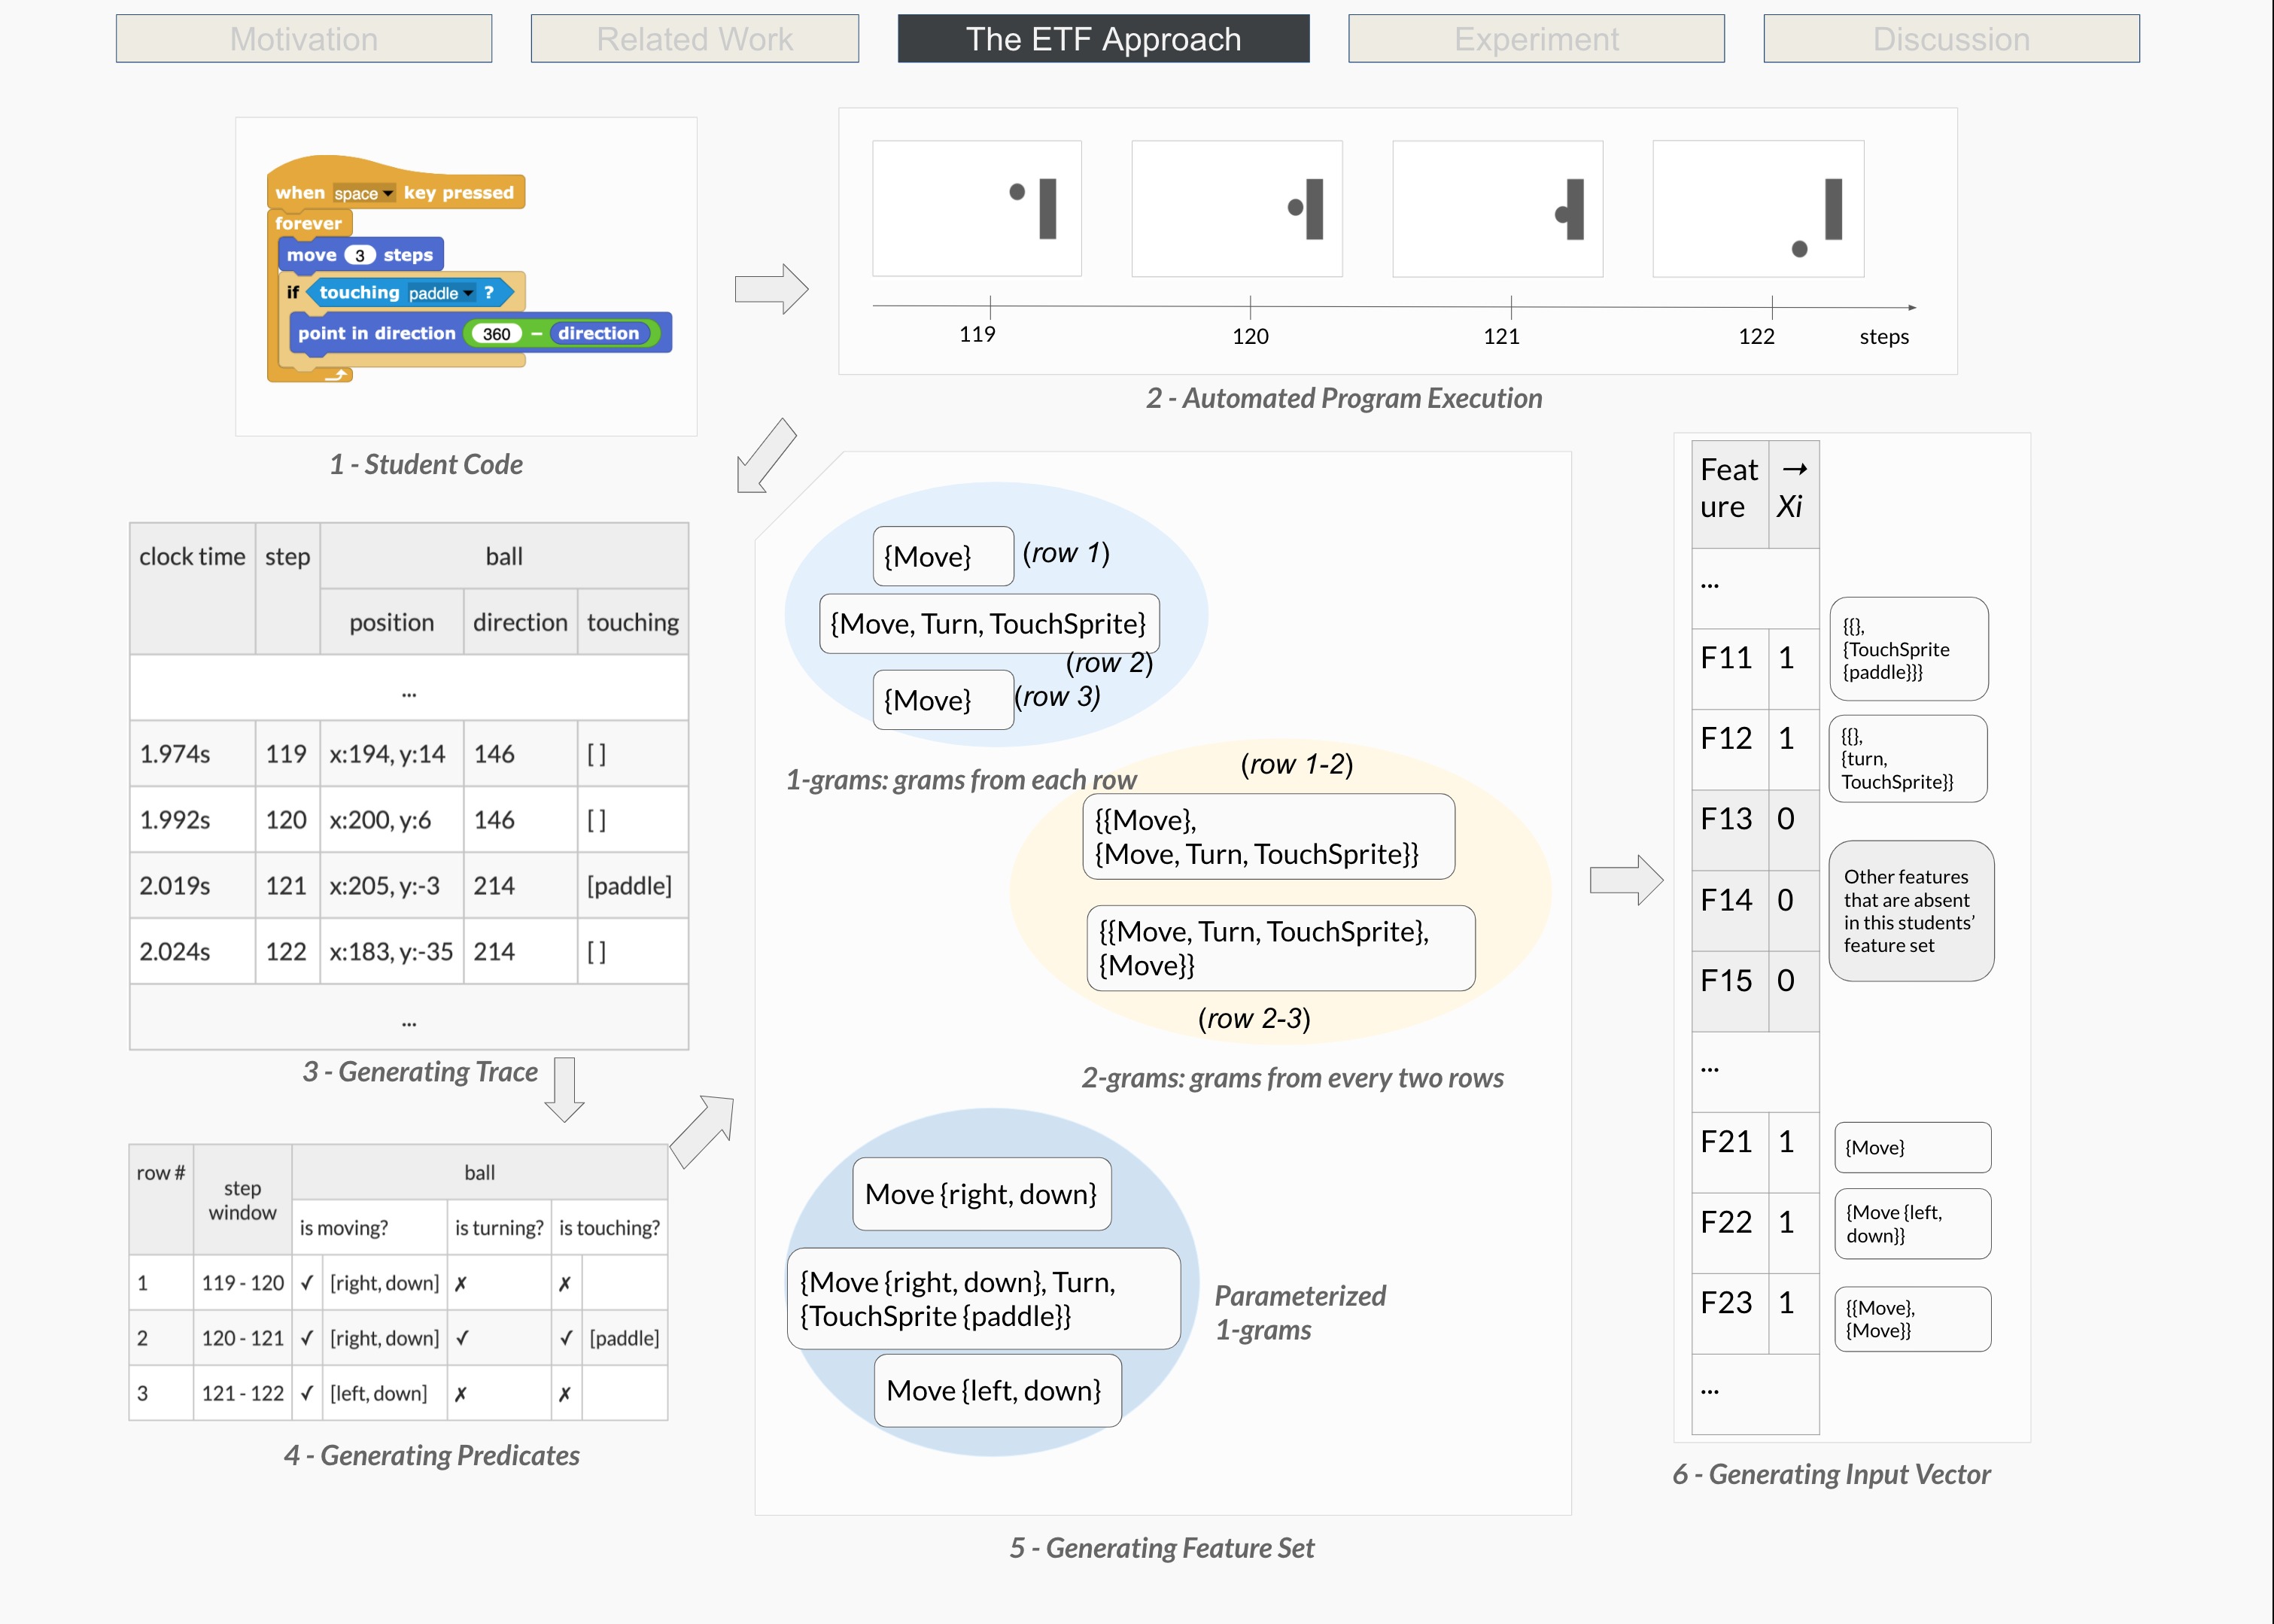 Motivation
Related Work
The ETF Approach
Experiment
Discussion
when space key pressed
forever
move 3 steps
if touching paddle ?
point in direction 360 - direction
1 - Student Code
119 120 121 122 steps
2 - Automated Program Execution
clock time step ball
position direction touching
...
1.974s 119 x:194, y:14 146 [ ]
1.992s 120 x:200, y:6 146 [ ]
2.019s 121 x:205, y:-3 214 [paddle]
2.024s 122 x:183, y:-35 214 [ ]
...
3 - Generating Trace
row # step ball
window
is moving? is turning? is touching?
1 119 - 120 ✓ [right, down] ✗ ✗
2 120 - 121 ✓ [right, down] ✓ ✓ [paddle]
3 121 - 122 ✓ [left, down] ✗ ✗
4 - Generating Predicates
{Move} (row 1)
{Move, Turn, TouchSprite}
(row 2)
{Move} (row 3)
1-grams: grams from each row
(row 1-2)
{{Move},
{Move, Turn, TouchSprite}}
{{Move, Turn, TouchSprite},
{Move}}
(row 2-3)
2-grams: grams from every two rows
Move {right, down}
{Move {right, down}, Turn,
{TouchSprite {paddle}}
Move {left, down}
Parameterized
1-grams
5 - Generating Feature Set
Feat →
ure Xi
...
F11 1
{{},
{TouchSprite
{paddle}}}
F12 1
{{},
{turn,
TouchSprite}}
F13 0
F14 0
F15 0
Other features
that are absent
in this students’
feature set
...
F21 1 {Move}
F22 1
{Move {left,
down}}
F23 1
{{Move},
{Move}}
...
6 - Generating Input Vector